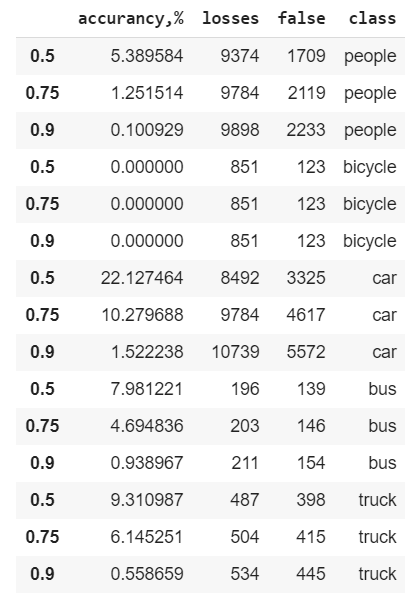 accurancy,% losses false class
0.5 5.389584 9374 1709 people
0.75 1.251514 9784 2119 people
0.9 0.100929 9898 2233 people
0.5 0.000000 851 123 bicycle
0.75 0.000000 851 123 bicycle
0.9 0.000000 851 123 bicycle
0.5 22.127464 8492 3325 car
0.75 10.279688 9784 4617 car
0.9 1.522238 10739 5572 car
0.5 7.981221 196 139 bus
0.75 4.694836 203 146 bus
0.9 0.938967 211 154 bus
0.5 9.310987 487 398 truck
0.75 6.145251 504 415 truck
0.9 0.558659 534 445 truck